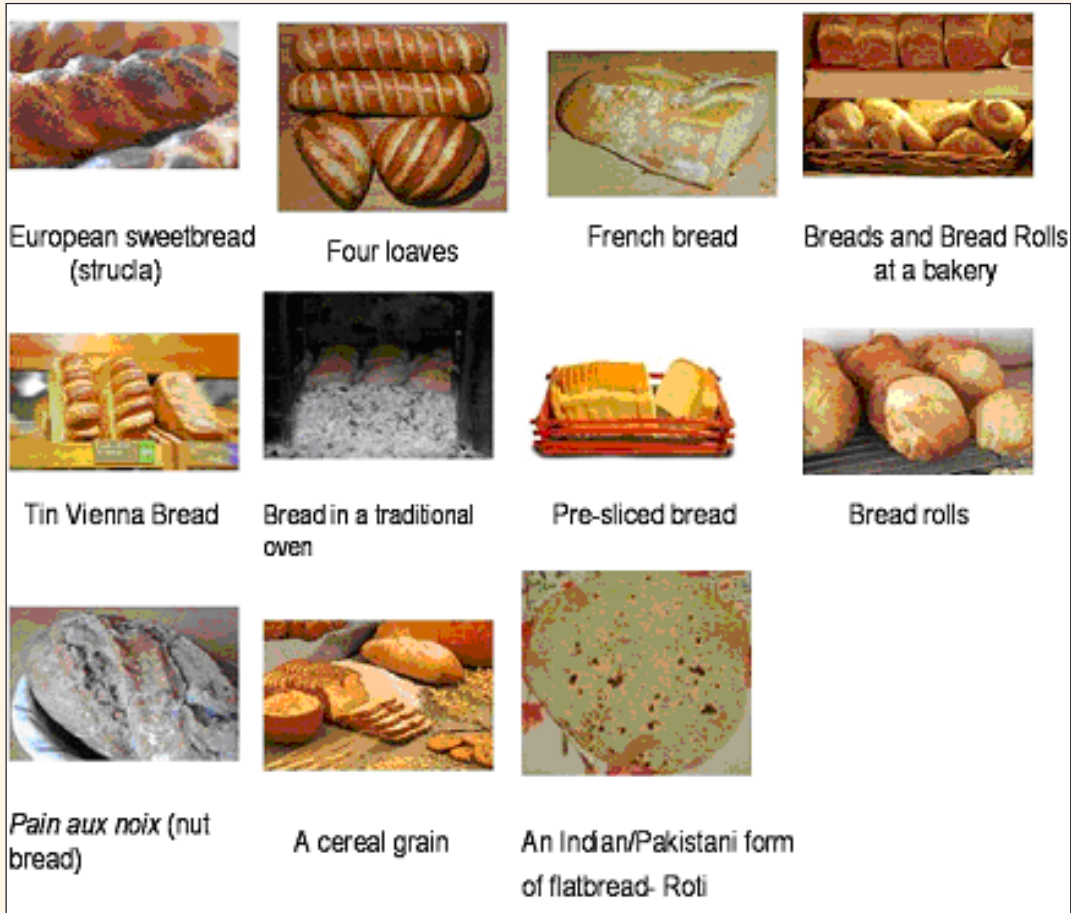 European sweetbread
(strucla)
Four loaves
French bread
Breads and Bread Rolls
at a bakery
Tin Vienna Bread
Bread in a traditional
oven
Pre-sliced bread
Bread rolls
Pain aux noix (nut
bread)
A cereal grain
An Indian/Pakistani form
of flatbread- Roti